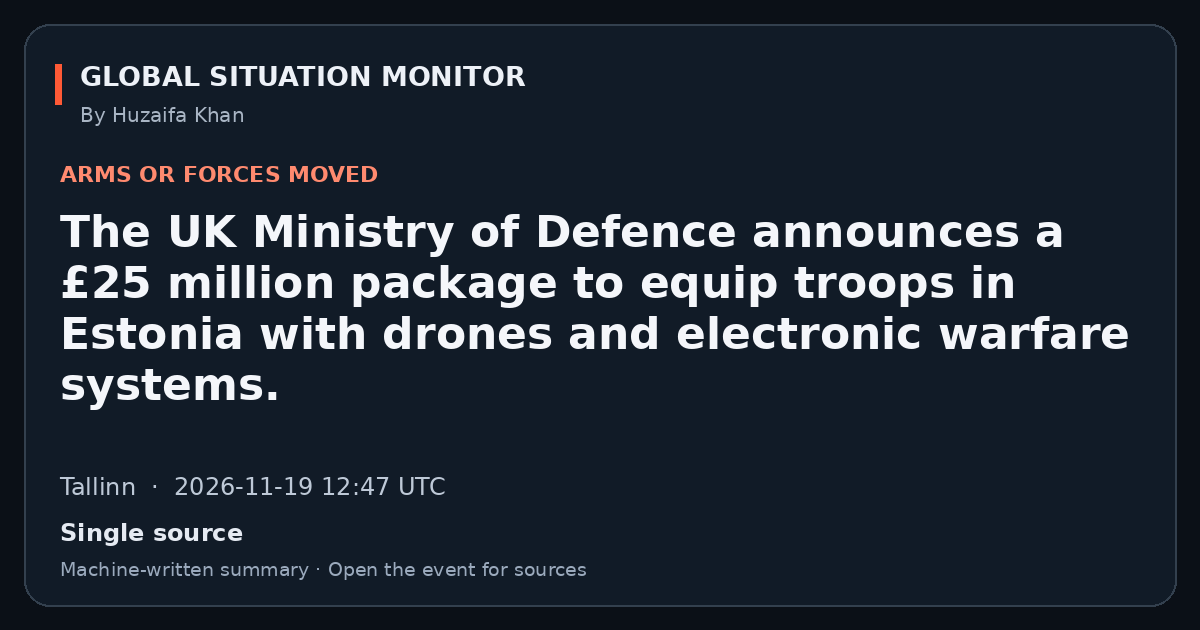 GLOBAL SITUATION MONITOR
By Huzaifa Khan
ARMS OR FORCES MOVED
The UK Ministry of Defence announces a
£25 million package to equip troops in
Estonia with drones and electronic warfare
systems.
Tallinn · 2026-11-19 12:47 UTC
Single source
Machine-written summary · Open the event for sources